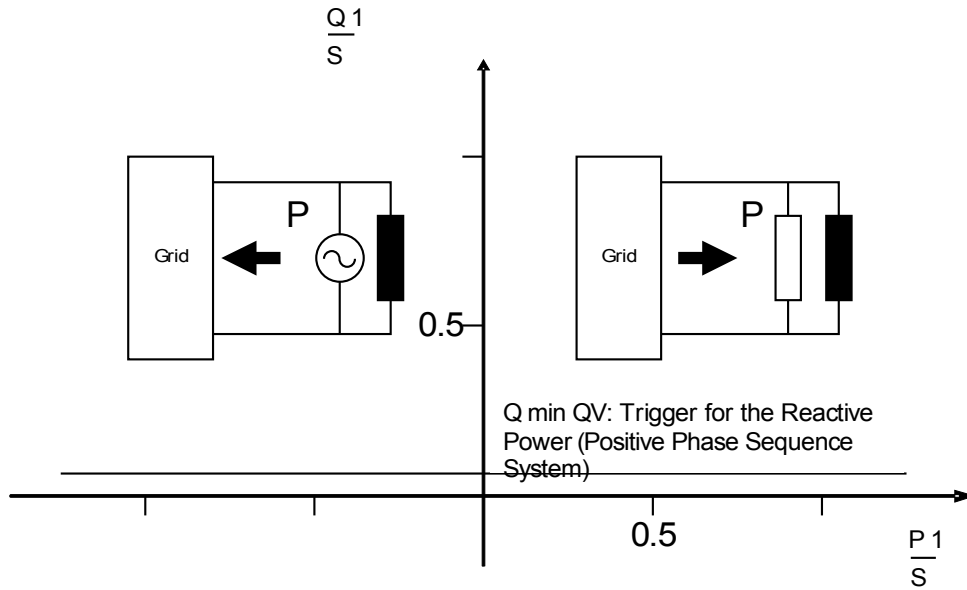 Q 1
S
P
P
Grid
Grid
0.5
Q min QV: Trigger for the Reactive
Power (Positive Phase Sequence
System)
0.5
P 1
S